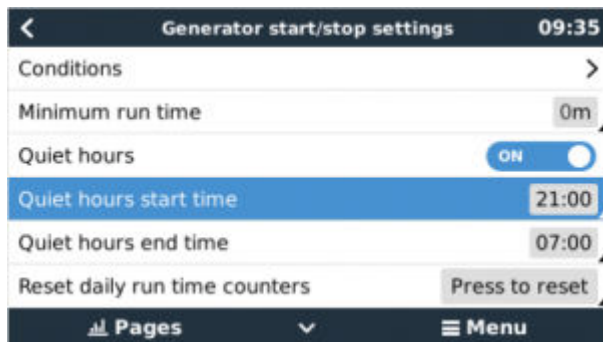 Generator start/stop settings 09:35
Conditions
Minimum run time 0m
Quiet hours ON
Quiet hours start time 21:00
Quiet hours end time 07:00
Reset daily run time counters Press to reset
Pages Menu